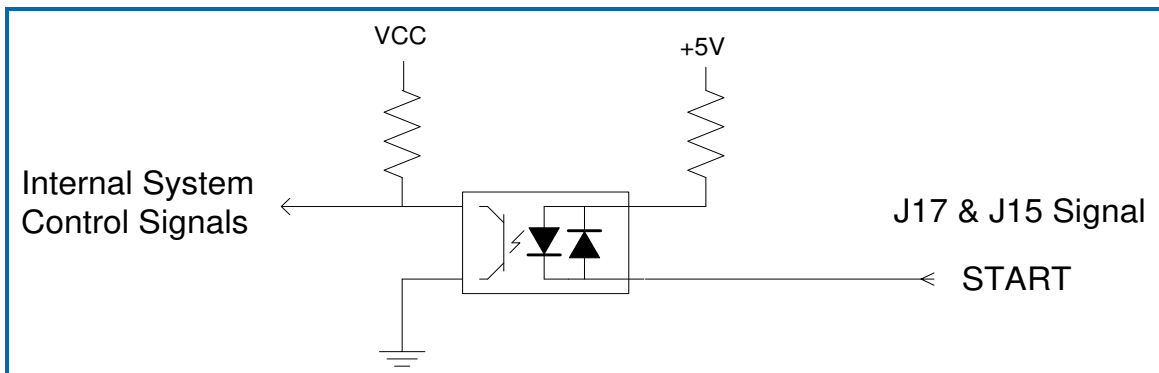 VCC
+5V
Internal System
Control Signals
J17 & J15 Signal
START